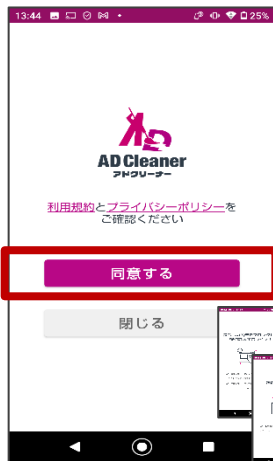 13:44
25%
AD Cleaner
アドクリーナー
利用規約とプライバシーポリシーを
ご確認ください
同意する
閉じる